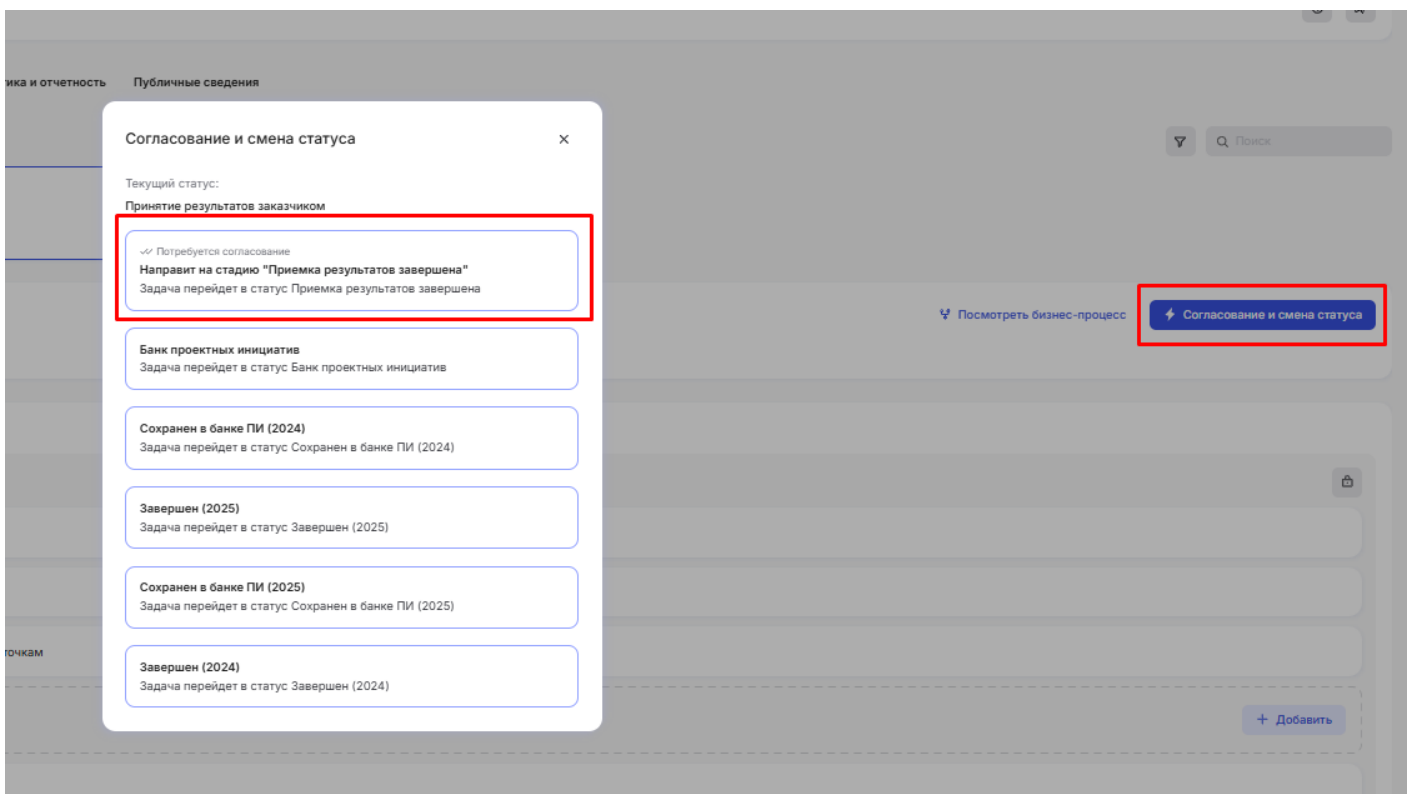 тика и отчетность Публичные сведения
Согласование и смена статуса
Поиск
Текущий статус:
Принятие результатов заказчиком
Потребуется согласование
Направит на стадию "Приемка результатов завершена"
Задача перейдет в статус Приемка результатов завершена
Посмотреть бизнес-процесс Согласование и смена статуса
Банк проектных инициатив
Задача перейдет в статус Банк проектных инициатив
Сохранен в банке ПИ (2024)
Задача перейдет в статус Сохранен в банке ПИ (2024)
Завершен (2025)
Задача перейдет в статус Завершен (2025)
Сохранен в банке ПИ (2025)
Задача перейдет в статус Сохранен в банке ПИ (2025)
точкам
Завершен (2024)
Задача перейдет в статус Завершен (2024)
+ Добавить